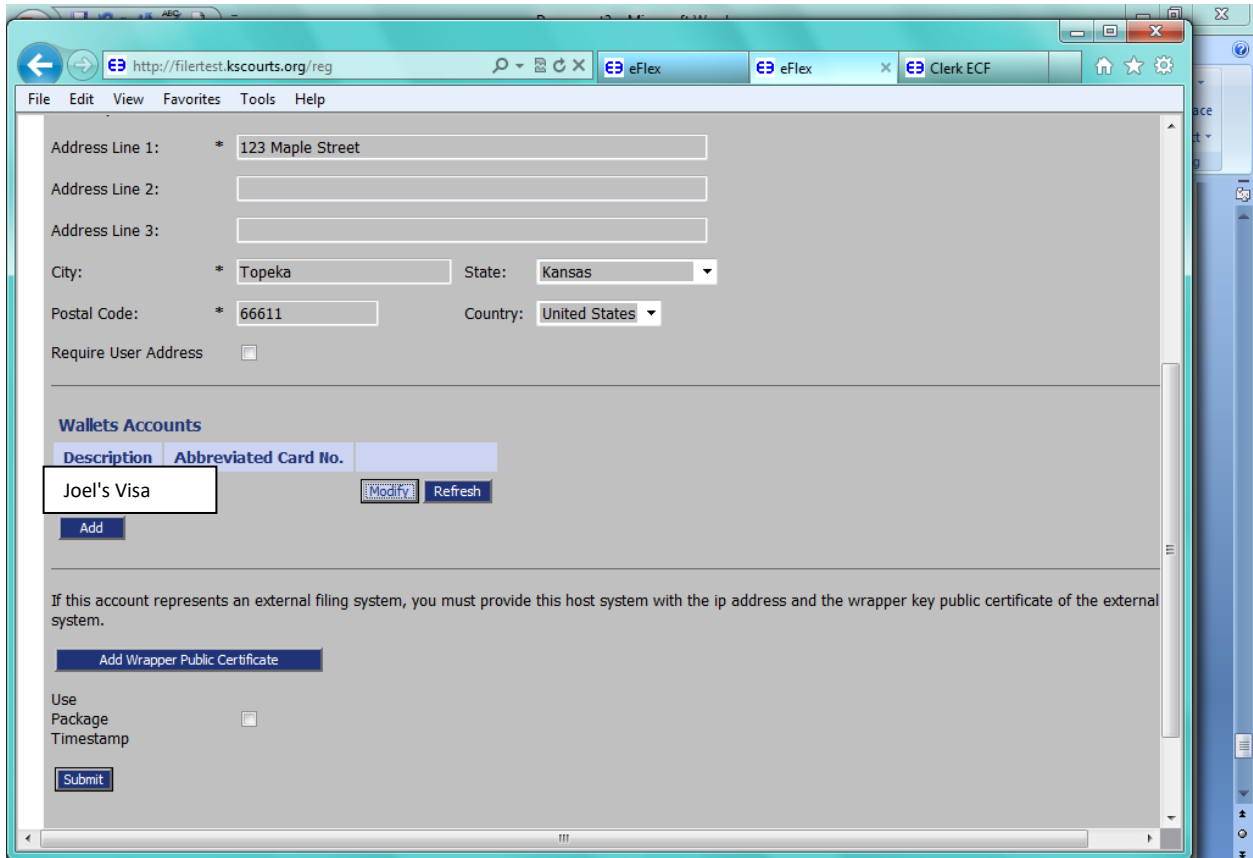 http://filertest.kscourts.org/reg
eFlex
eFlex
Clerk ECF
File Edit View Favorites Tools Help
Address Line 1: * 123 Maple Street
Address Line 2:
Address Line 3:
City: * Topeka State: Kansas
Postal Code: * 66611 Country: United States
Require User Address
Wallets Accounts
Description Abbreviated Card No.
Joel's Visa Modify Refresh
Add
If this account represents an external filing system, you must provide this host system with the ip address and the wrapper key public certificate of the external
system.
Add Wrapper Public Certificate
Use
Package
Timestamp
Submit